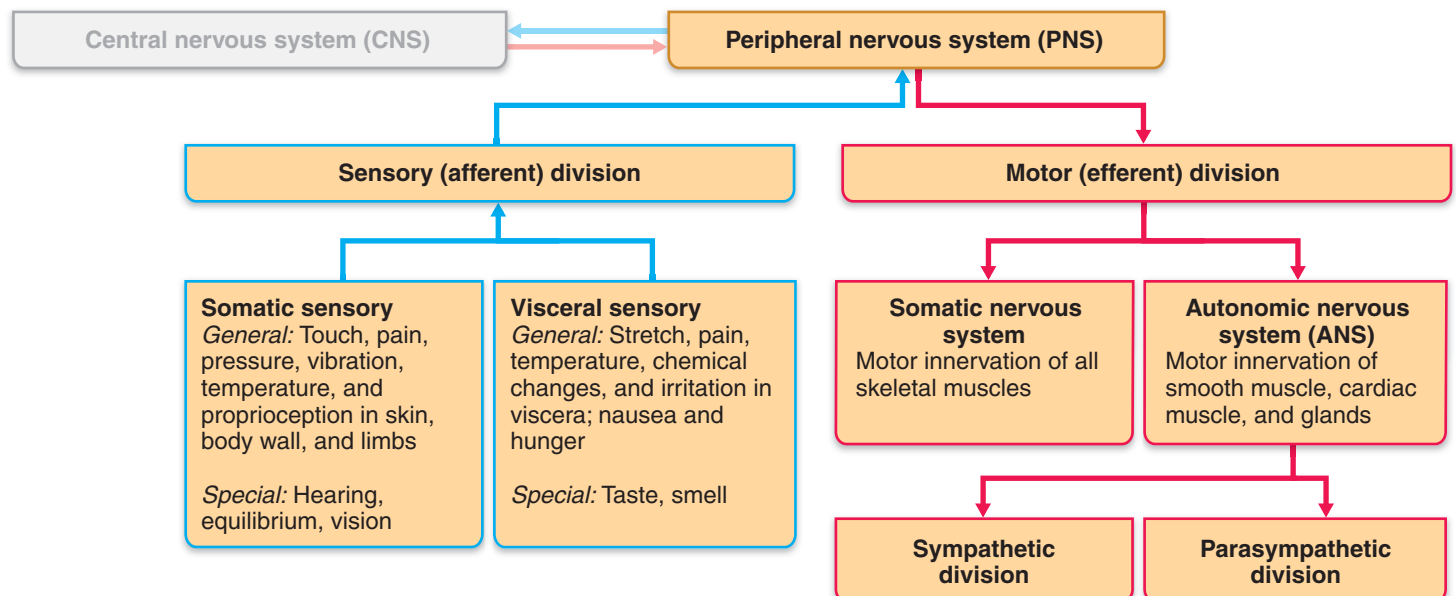 Central nervous system (CNS)
Peripheral nervous system (PNS)
Sensory (afferent) division
Motor (efferent) division
Somatic sensory
General: Touch, pain,
pressure, vibration,
temperature, and
proprioception in skin,
body wall, and limbs
Special: Hearing,
equilibrium, vision
Visceral sensory
General: Stretch, pain,
temperature, chemical
changes, and irritation in
viscera; nausea and
hunger
Special: Taste, smell
Somatic nervous
system
Motor innervation of all
skeletal muscles
Autonomic nervous
system (ANS)
Motor innervation of
smooth muscle, cardiac
muscle, and glands
Sympathetic
division
Parasympathetic
division